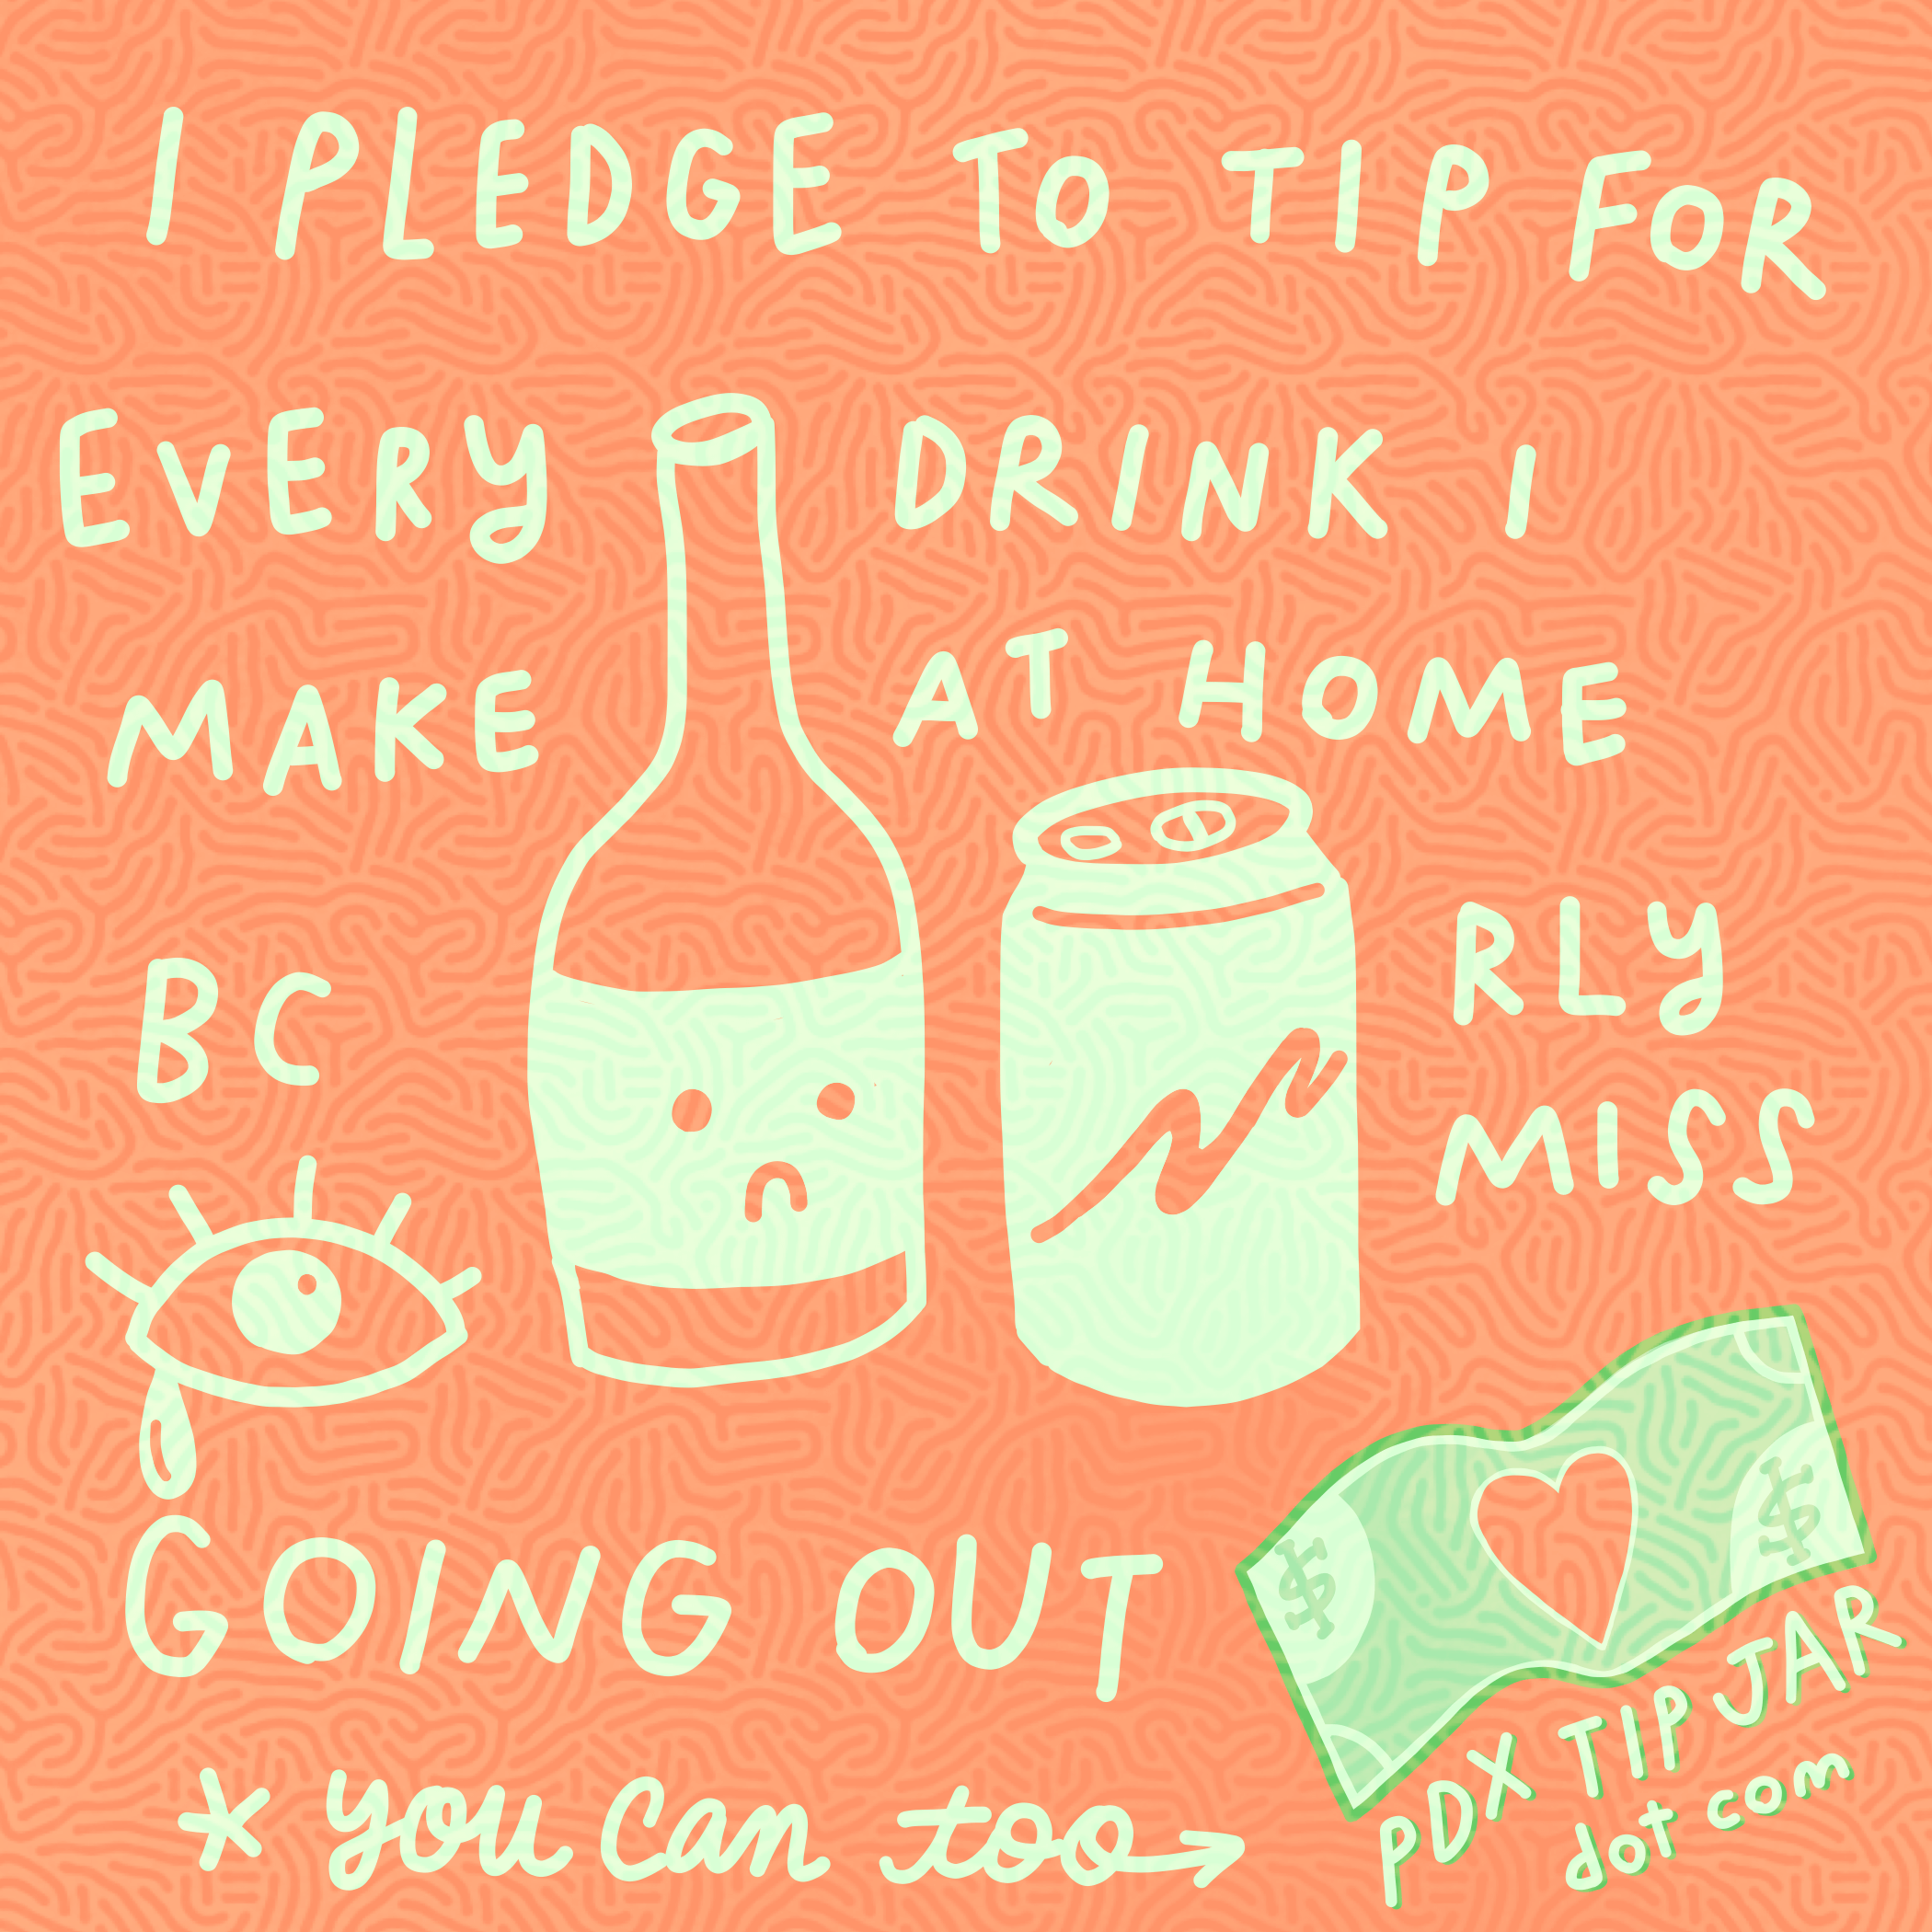 I PLEDGE TO TIP FOR
EVERY DRINK I
MAKE AT HOME
BC RLY
MISS
GOING OUT
* you can too →
$ $
PDX TIP JAR
dot com